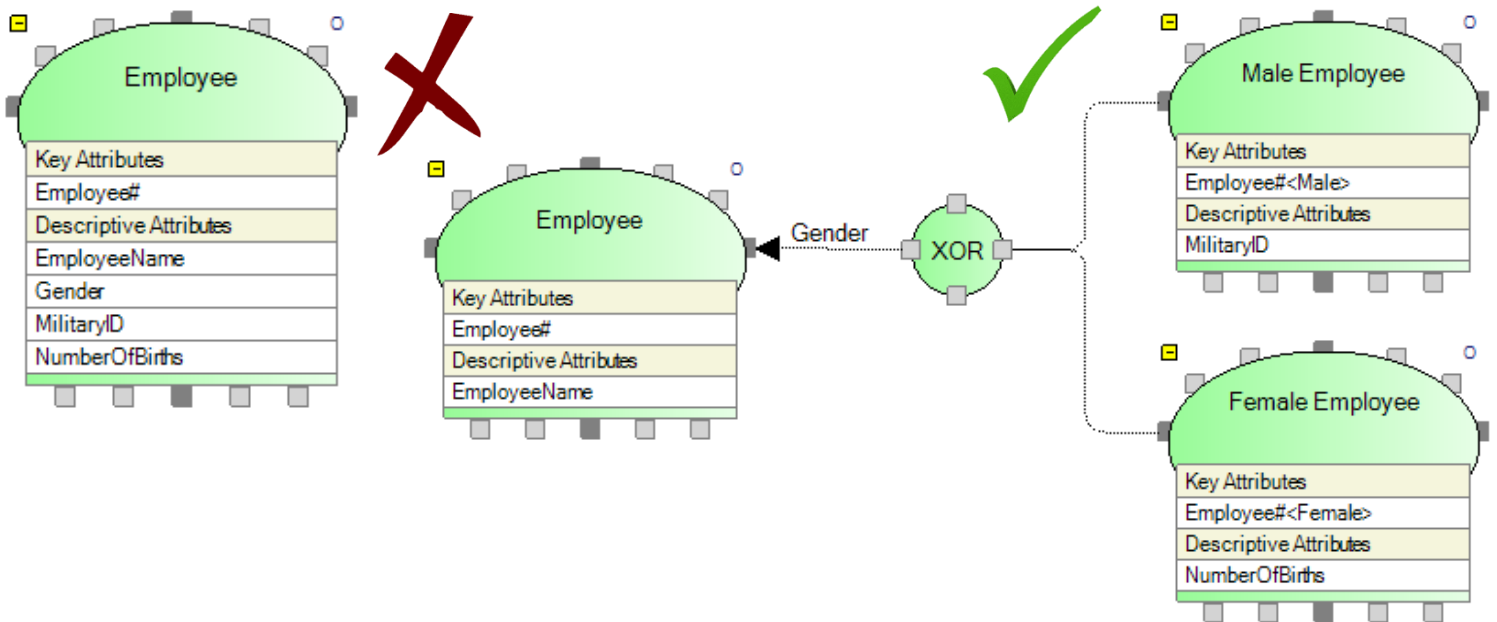 Employee
Key Attributes
Employee#
Descriptive Attributes
EmployeeName
Gender
MilitaryID
NumberOfBirths
Employee
Key Attributes
Employee#
Descriptive Attributes
EmployeeName
Gender
XOR
Male Employee
Key Attributes
Employee#<Male>
Descriptive Attributes
MilitaryID
Female Employee
Key Attributes
Employee#<Female>
Descriptive Attributes
NumberOfBirths